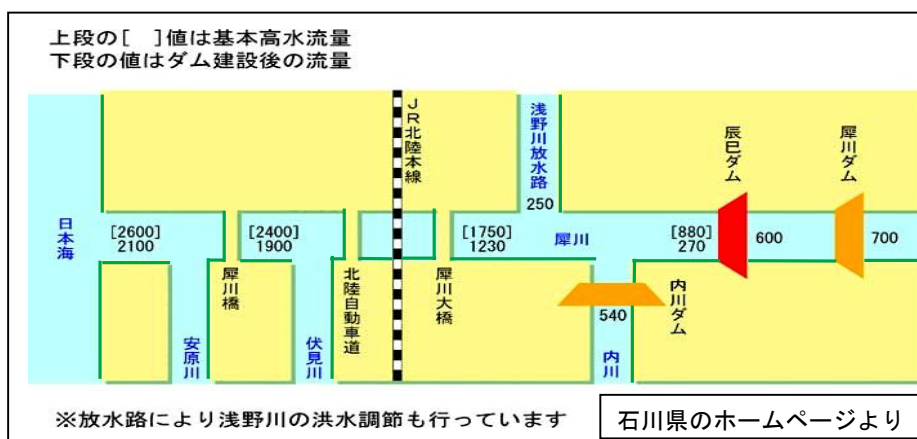 上段の[　]値は基本高水流量
下段の値はダム建設後の流量
日本海
[2600]
2100
安原川
犀川橋
[2400]
1900
伏見川
北陸自動車道
JR北陸本線
犀川大橋
[1750]
1230
浅野川放水路
250
犀川
540
内川
内川ダム
[880]
270
辰巳ダム
600
犀川ダム
700
※放水路により浅野川の洪水調節も行っています
石川県のホームページより